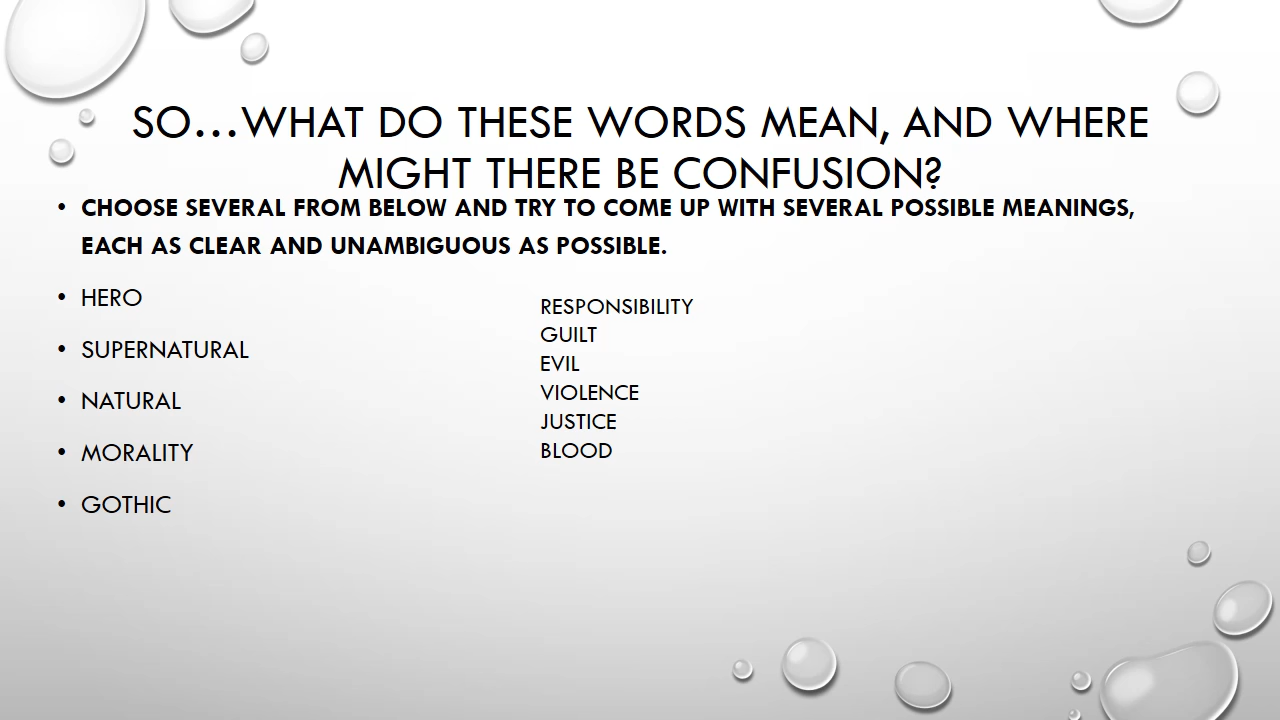 SO...WHAT DO THESE WORDS MEAN, AND WHERE
MIGHT THERE BE CONFUSION?
• CHOOSE SEVERAL FROM BELOW AND TRY TO COME UP WITH SEVERAL POSSIBLE MEANINGS,
EACH AS CLEAR AND UNAMBIGUOUS AS POSSIBLE.
• HERO
• SUPERNATURAL
• NATURAL
• MORALITY
• GOTHIC
RESPONSIBILITY
GUILT
EVIL
VIOLENCE
JUSTICE
BLOOD